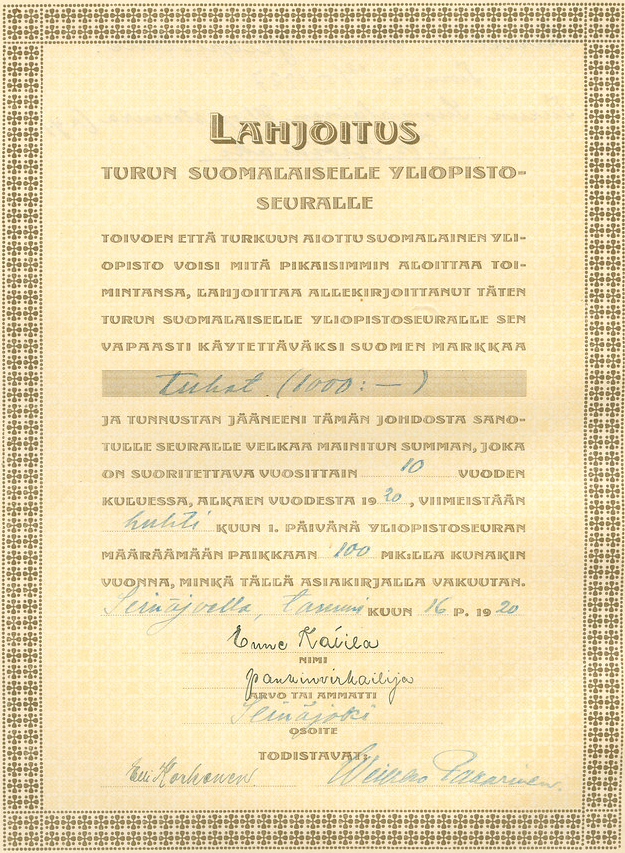 LAHJOITUS
TURUN SUOMALAISELLE YLIOPISTO-
SEURALLE
TOIVOEN ETTÄ TURKUUN AIOTTU SUOMALAINEN YLI-
OPISTO VOISI MITÄ PIKAISIMMIN ALOITTAA TOI-
MINTANSA, LAHJOITTAA ALLEKIRJOITTANUT TÄTEN
TURUN SUOMALAISELLE YLIOPISTOSEURALLE SEN
VAPAASTI KÄYTETTÄVÄKSI SUOMEN MARKKAA
tuhat (1000:—)
JA TUNNUSTAN JÄÄNEENI TÄMÄN JOHDOSTA SANO-
TULLE SEURALLE VELKAA MAINITUN SUMMAN, JOKA
ON SUORITETTAVA VUOSITTAIN 10 VUODEN
KULUESSA, ALKAEN VUODESTA 1920, VIIMEISTÄÄN
huhti KUUN 1. PÄIVÄNÄ YLIOPISTOSEURAN
MÄÄRÄÄMÄÄN PAIKKAAN 100 MK:LLA KUNAKIN
VUONNA, MINKÄ TÄLLÄ ASIAKIRJALLA VAKUUTAN.
Seinäjoella, tammi KUUN 16 P. 1920
NIMI
pankinvirkailija
ARVO TAI AMMATTI
Seinäjoki
OSOITE
TODISTAVAT:
Korhonen